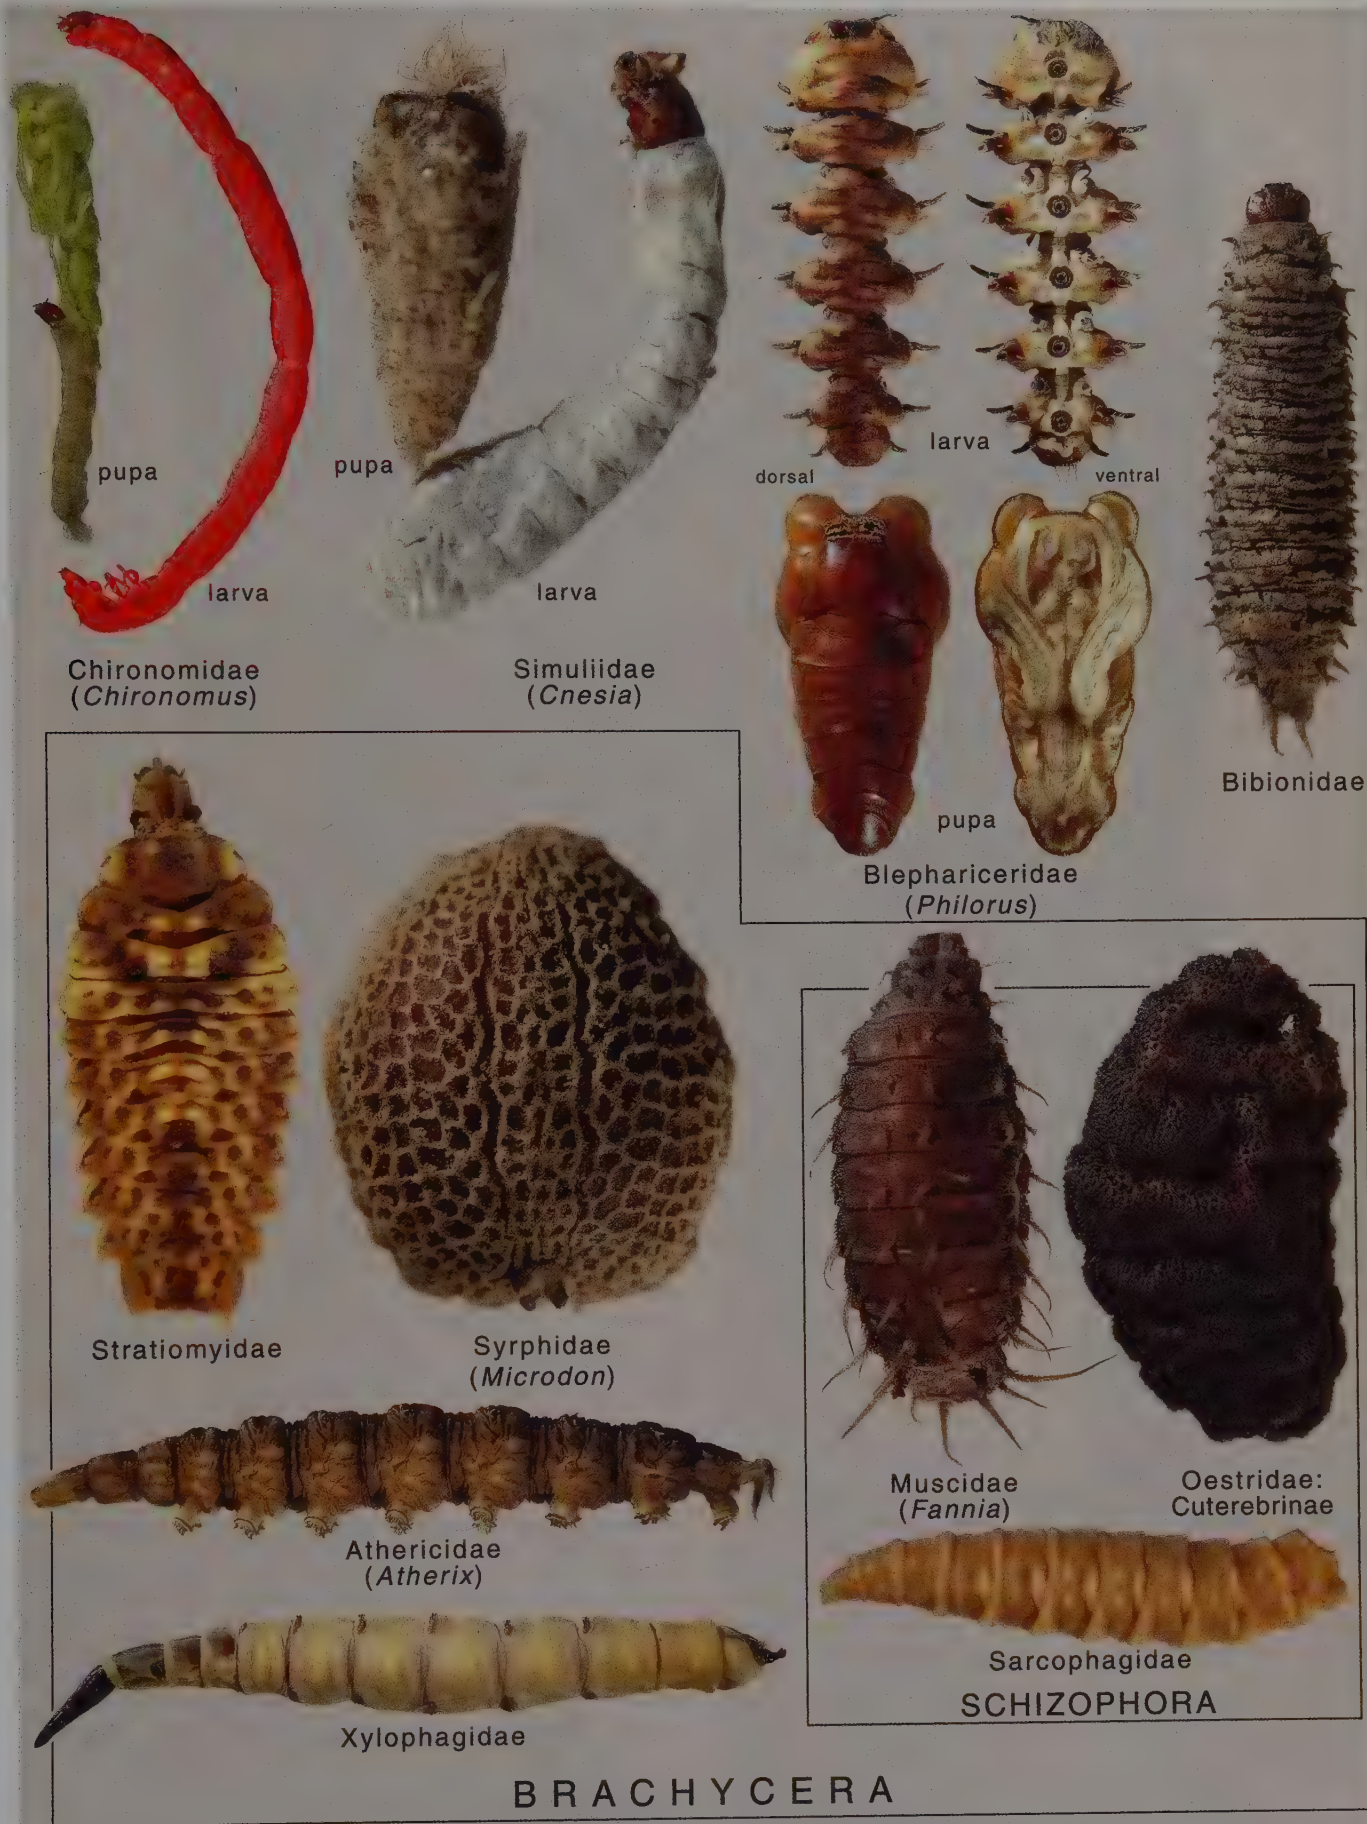 pupa
larva
Chironomidae
(Chironomus)
pupa
larva
Simuliidae
(Cnesia)
larva
dorsal
ventral
pupa
Blephariceridae
(Philorus)
Bibionidae
Stratiomyidae
Syrphidae
(Microdon)
Athericidae
(Atherix)
Xylophagidae
Muscidae
(Fannia)
Oestridae:
Cuterebrinae
Sarcophagidae
SCHIZOPHORA
BRACHYCERA